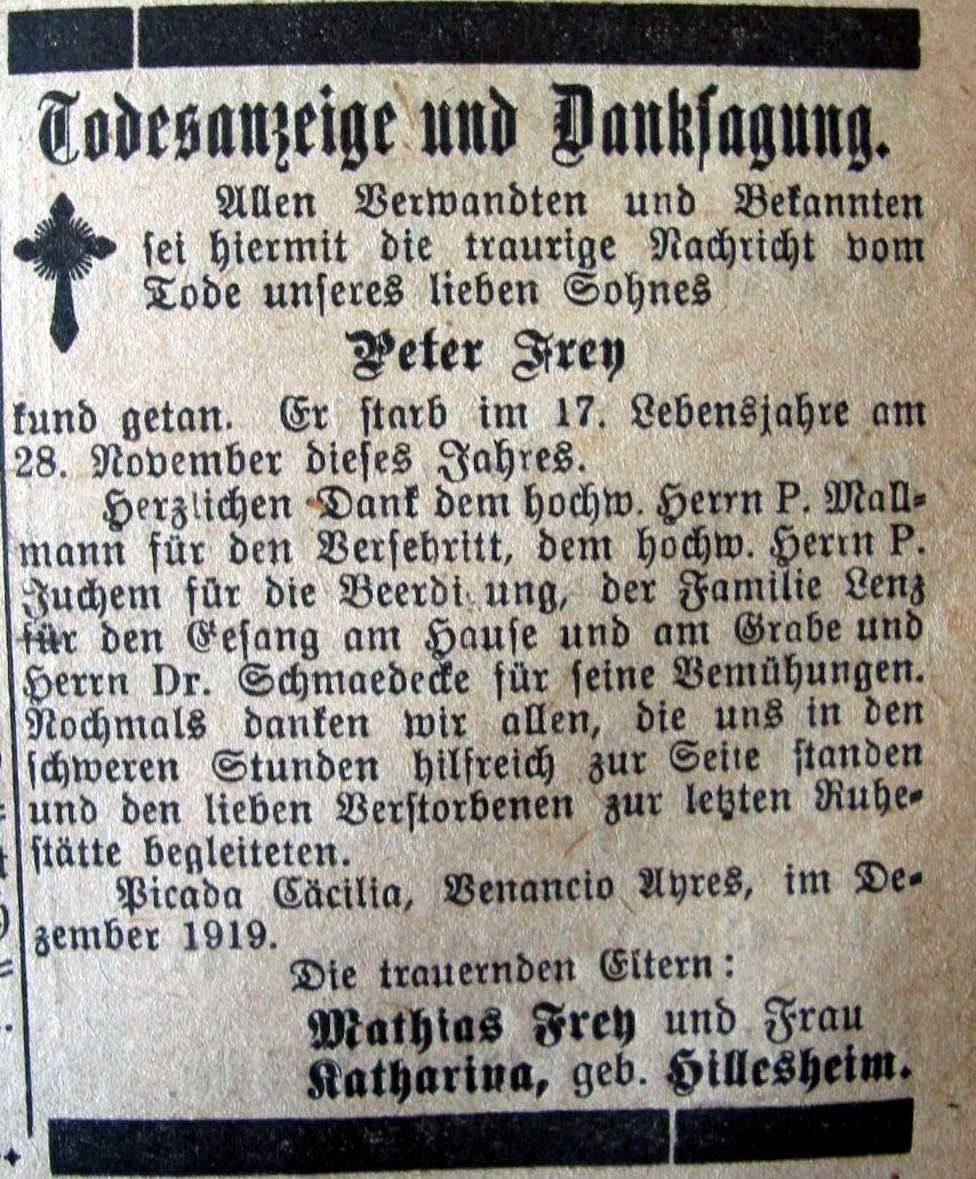 Todesanzeige und Danksagung.
Allen Verwandten und Bekannten
sei hiermit die traurige Nachricht vom
Tode unseres lieben Sohnes
Peter Frey
kund getan. Er starb im 17. Lebensjahre am
28. November dieses Jahres.
Herzlichen Dank dem hochw. Herrn P. Mall-
mann für den Versehritt, dem hochw. Herrn P.
Juchem für die Beerdi ung, der Familie Lenz
für den Gesang am Hause und am Grabe und
Herrn Dr. Schmaedecke für seine Bemühungen.
Nochmals danken wir allen, die uns in den
schweren Stunden hilfreich zur Seite standen
und den lieben Verstorbenen zur letzten Ruhe-
stätte begleiteten.
Picada Cäcilia, Venancio Ayres, im De-
zember 1919.
Die trauernden Eltern:
Mathias Frey und Frau
Katharina, geb. Hillesheim.